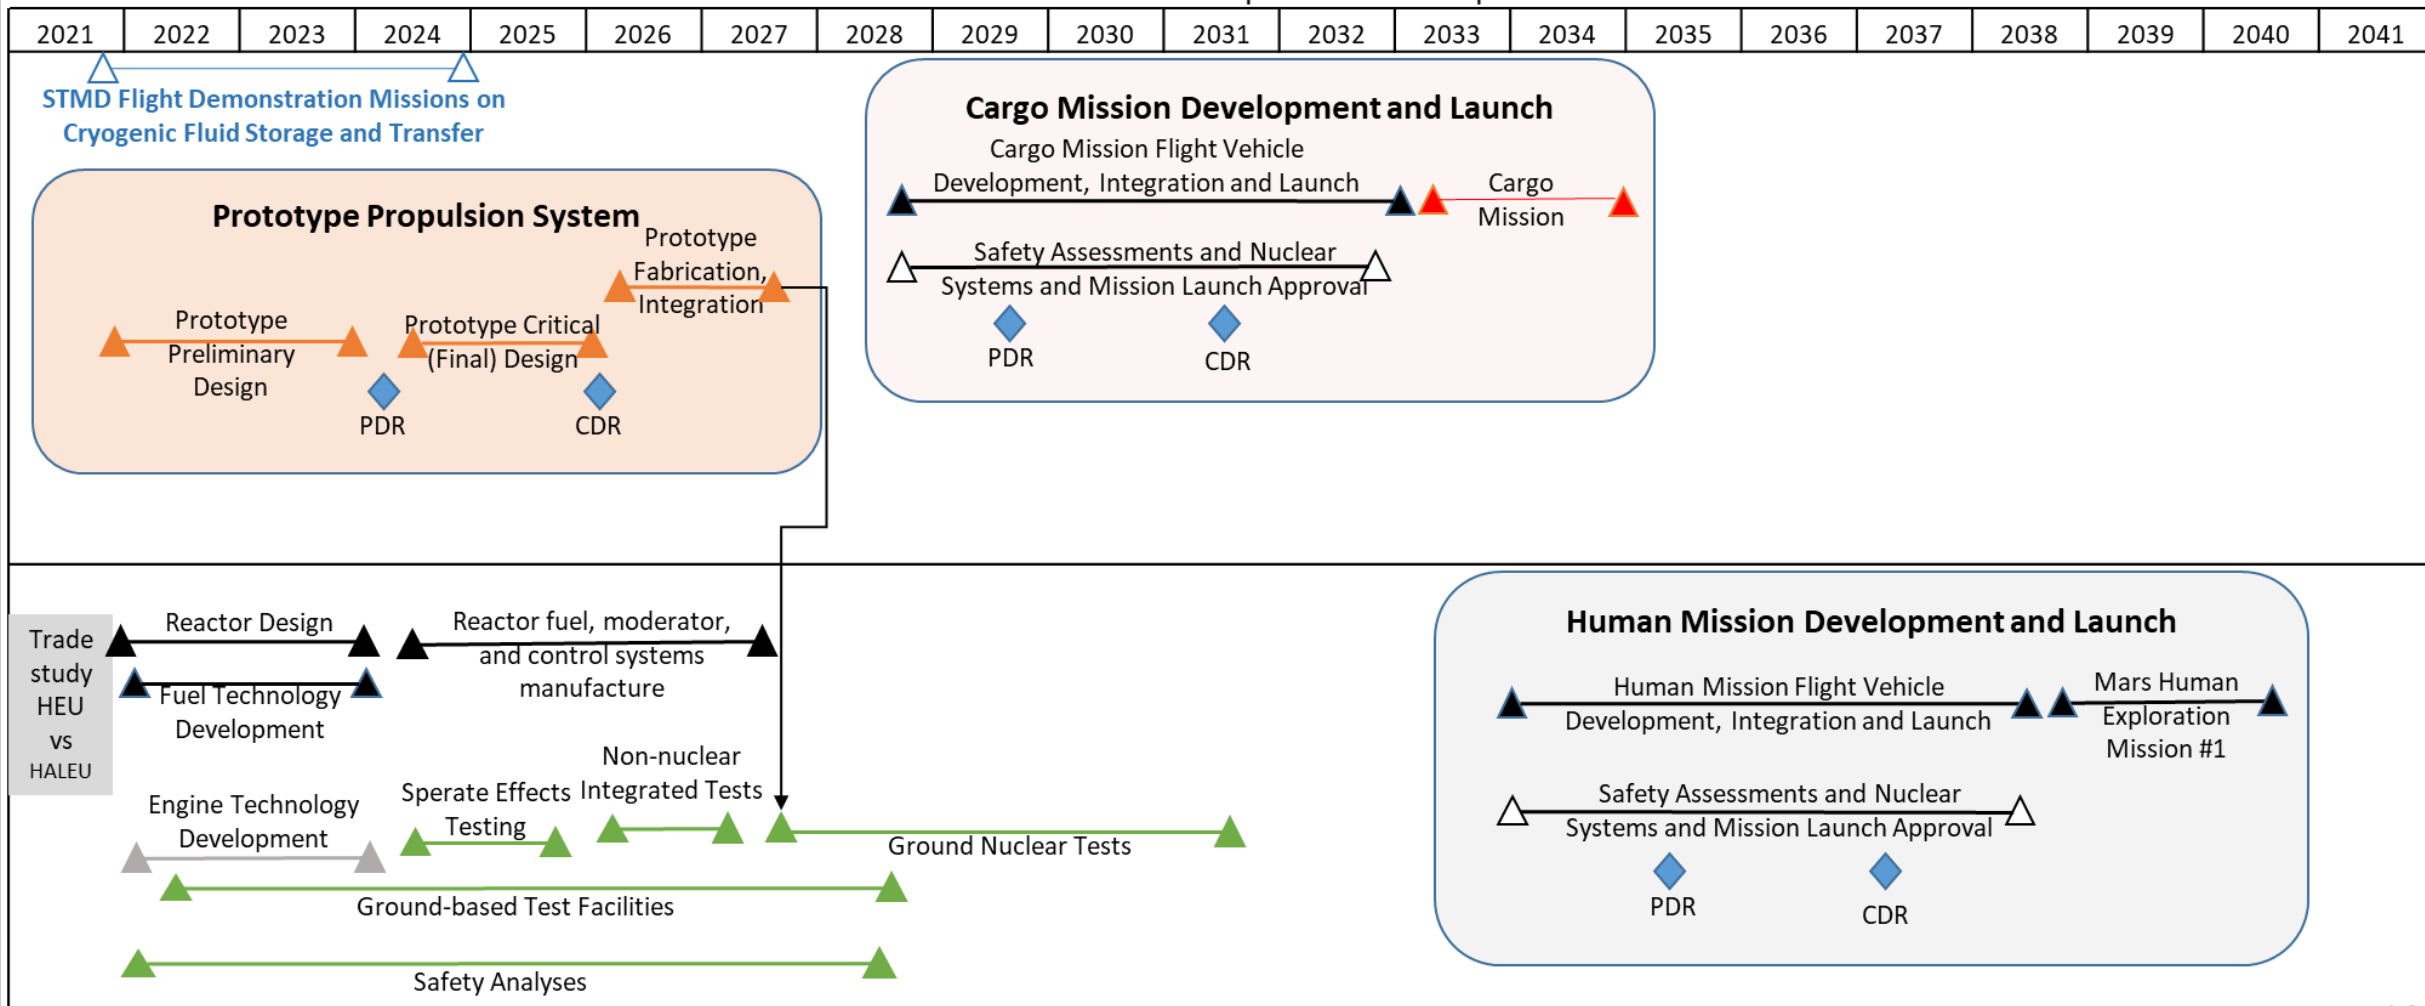 2021 2022 2023 2024 2025 2026 2027 2028 2029 2030 2031 2032 2033 2034 2035 2036 2037 2038 2039 2040 2041
STMD Flight Demonstration Missions on
Cryogenic Fluid Storage and Transfer
Prototype Propulsion System
Prototype
Fabrication,
Integration
Prototype
Preliminary
Design
Prototype Critical
(Final) Design
PDR
CDR
Cargo Mission Development and Launch
Cargo Mission Flight Vehicle
Development, Integration and Launch
Cargo
Mission
Safety Assessments and Nuclear
Systems and Mission Launch Approval
PDR
CDR
Trade
study
HEU
vs
HALEU
Reactor Design
Fuel Technology
Development
Reactor fuel, moderator,
and control systems
manufacture
Non-nuclear
Integrated Tests
Sperate Effects
Testing
Engine Technology
Development
Ground Nuclear Tests
Ground-based Test Facilities
Safety Analyses
Human Mission Development and Launch
Human Mission Flight Vehicle
Development, Integration and Launch
Mars Human
Exploration
Mission #1
Safety Assessments and Nuclear
Systems and Mission Launch Approval
PDR
CDR